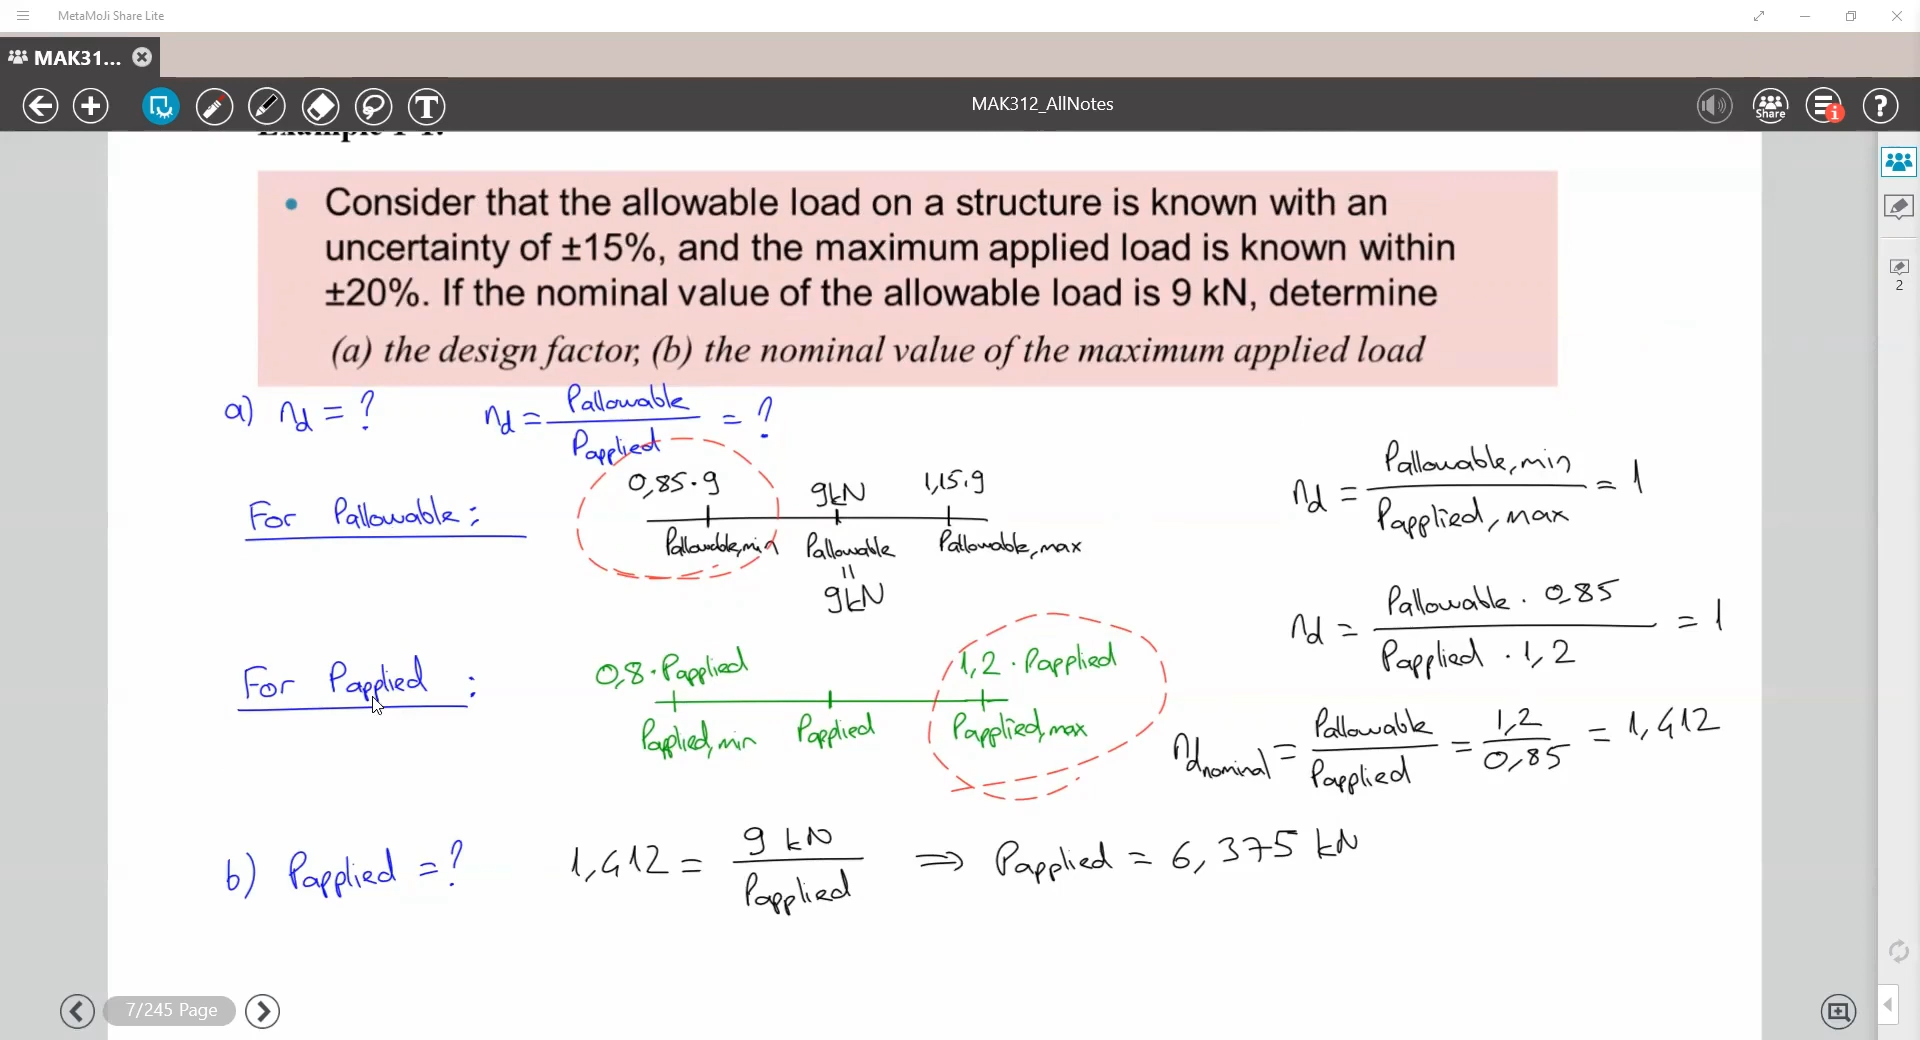 MetaMoJi Share Lite
MAK31...
T
MAK312_AllNotes
Share
i
?
Example 1-1:
• Consider that the allowable load on a structure is known with an
uncertainty of ±15%, and the maximum applied load is known within
±20%. If the nominal value of the allowable load is 9 kN, determine
(a) the design factor, (b) the nominal value of the maximum applied load
a) nd = ? nd = Pallowable / Papplied = ?
For Pallowable:
0,85.9 9kN 1,15.9
Pallowable,min Pallowable Pallowable,max
=
9kN
nd = Pallowable,min / Papplied,max = 1
nd = Pallowable . 0,85 / Papplied . 1,2 = 1
For Papplied :
0,8.Papplied 1,2.Papplied
Papplied,min Papplied Papplied,max
nd nominal = Pallowable / Papplied = 1,2 / 0,85 = 1,412
b) Papplied = ? 1,412 = 9 kN / Papplied ⇒ Papplied = 6,375 kN
2
7/245 Page